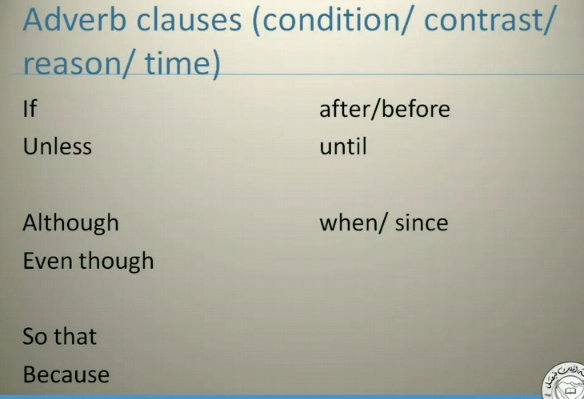 Adverb clauses (condition/ contrast/
reason/ time)
If
Unless
Although
Even though
So that
Because
after/before
until
when/ since